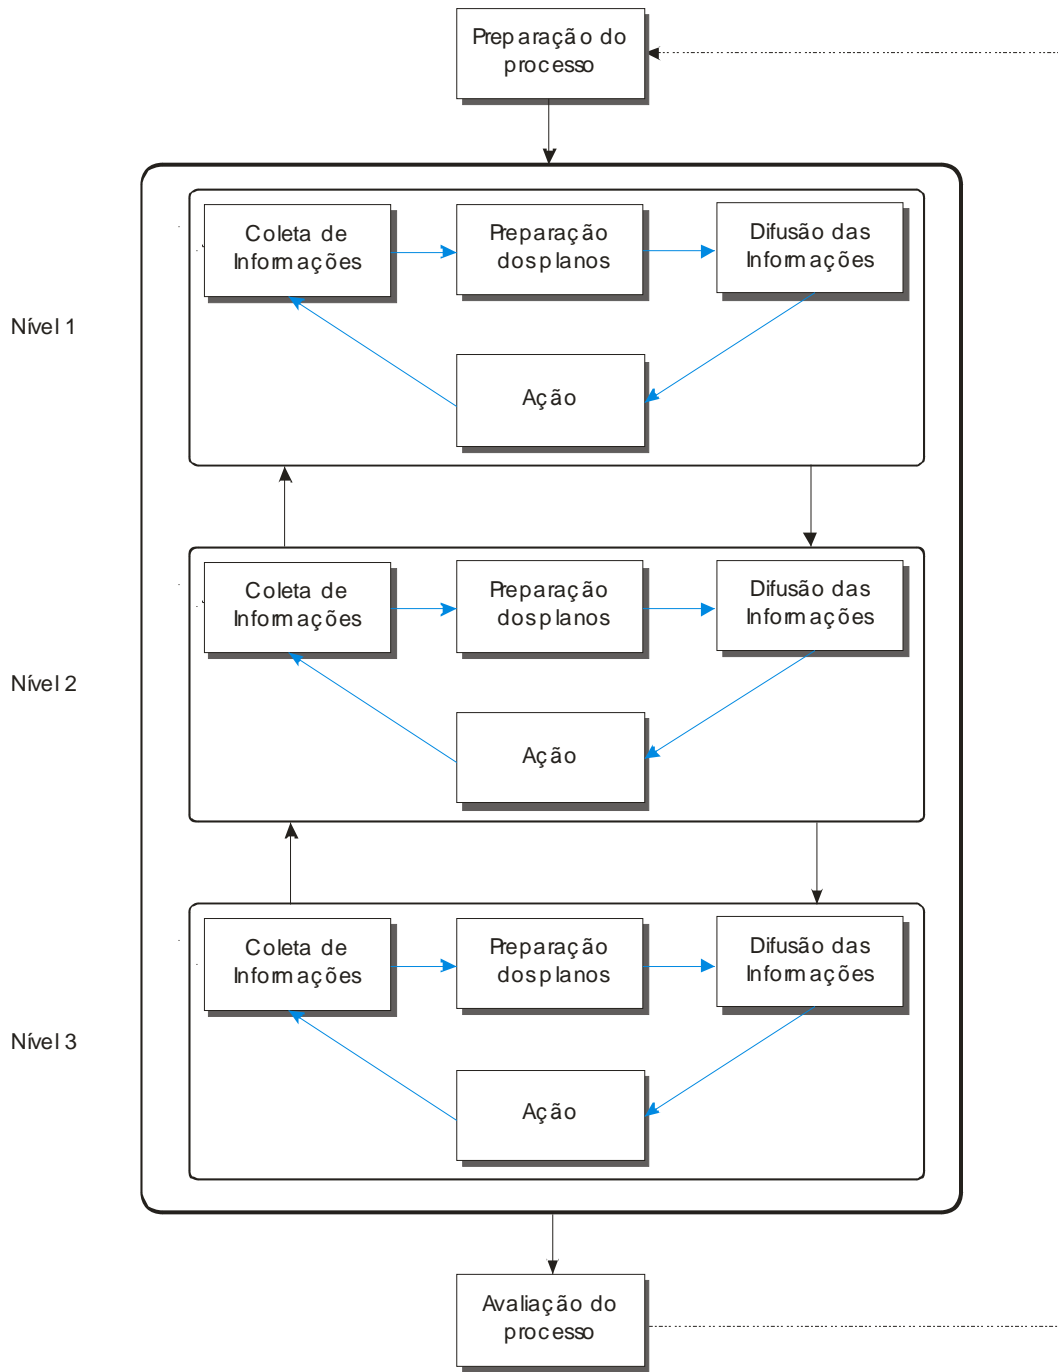 Preparação do
processo
Nível 1
Coleta de
Informações
Preparação
dos planos
Difusão das
Informações
Ação
Nível 2
Coleta de
Informações
Preparação
dos planos
Difusão das
Informações
Ação
Nível 3
Coleta de
Informações
Preparação
dos planos
Difusão das
Informações
Ação
Avaliação do
processo